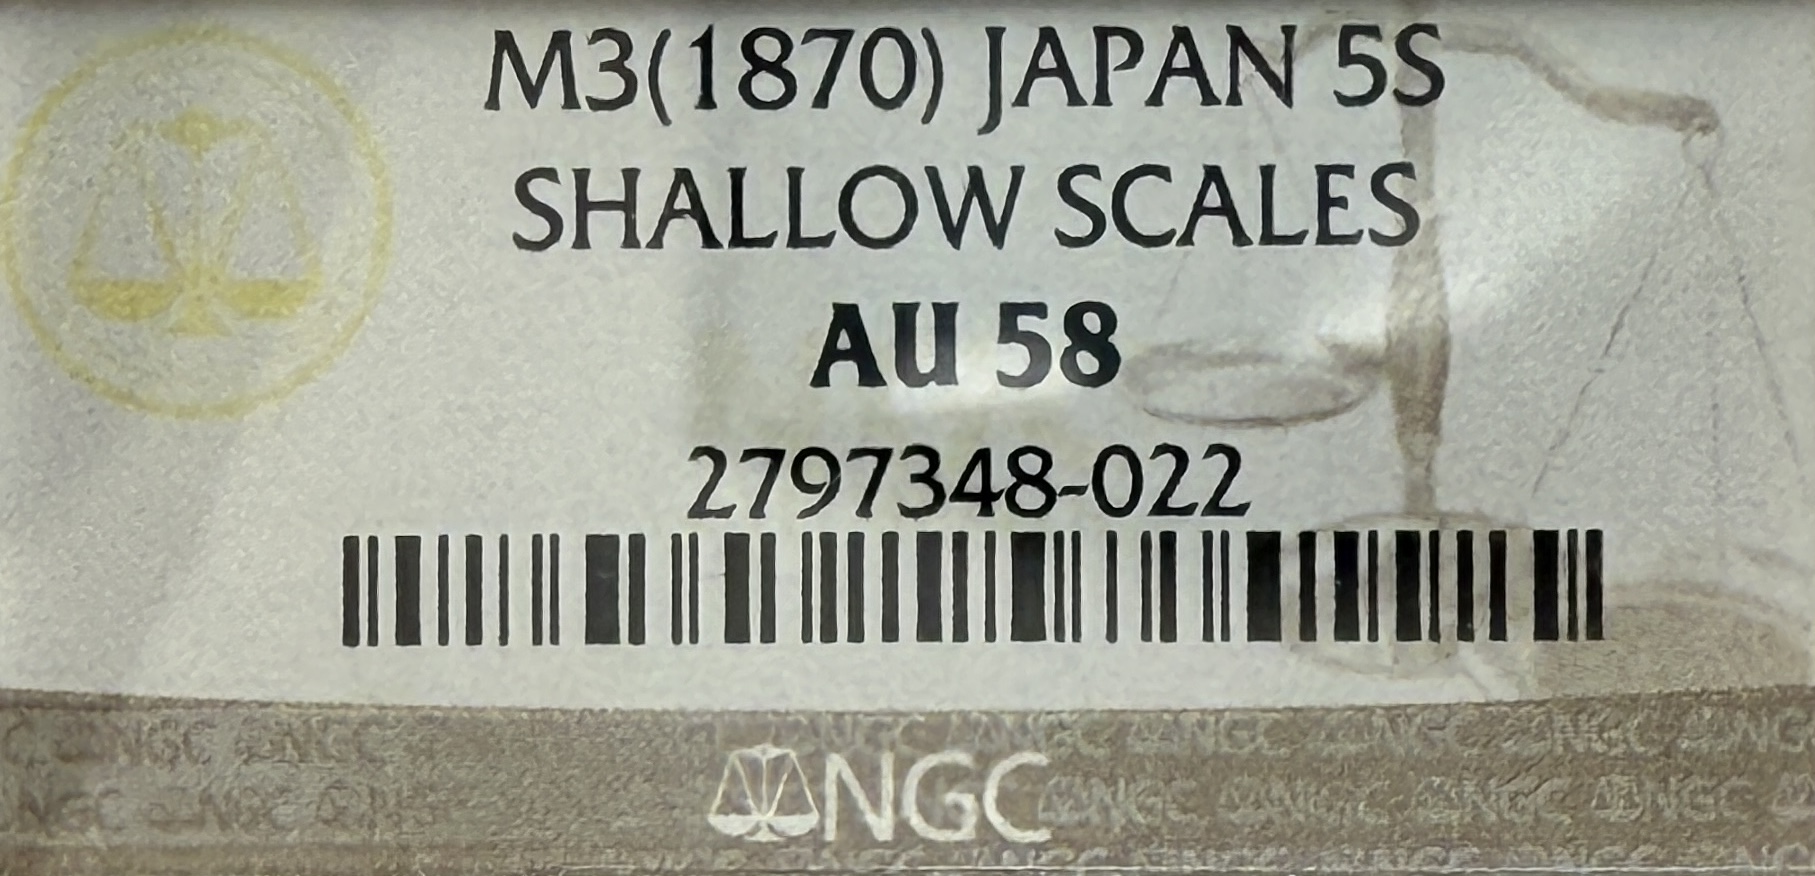 M3(1870) JAPAN 5S
SHALLOW SCALES
AU 58
2797348-022
NGC